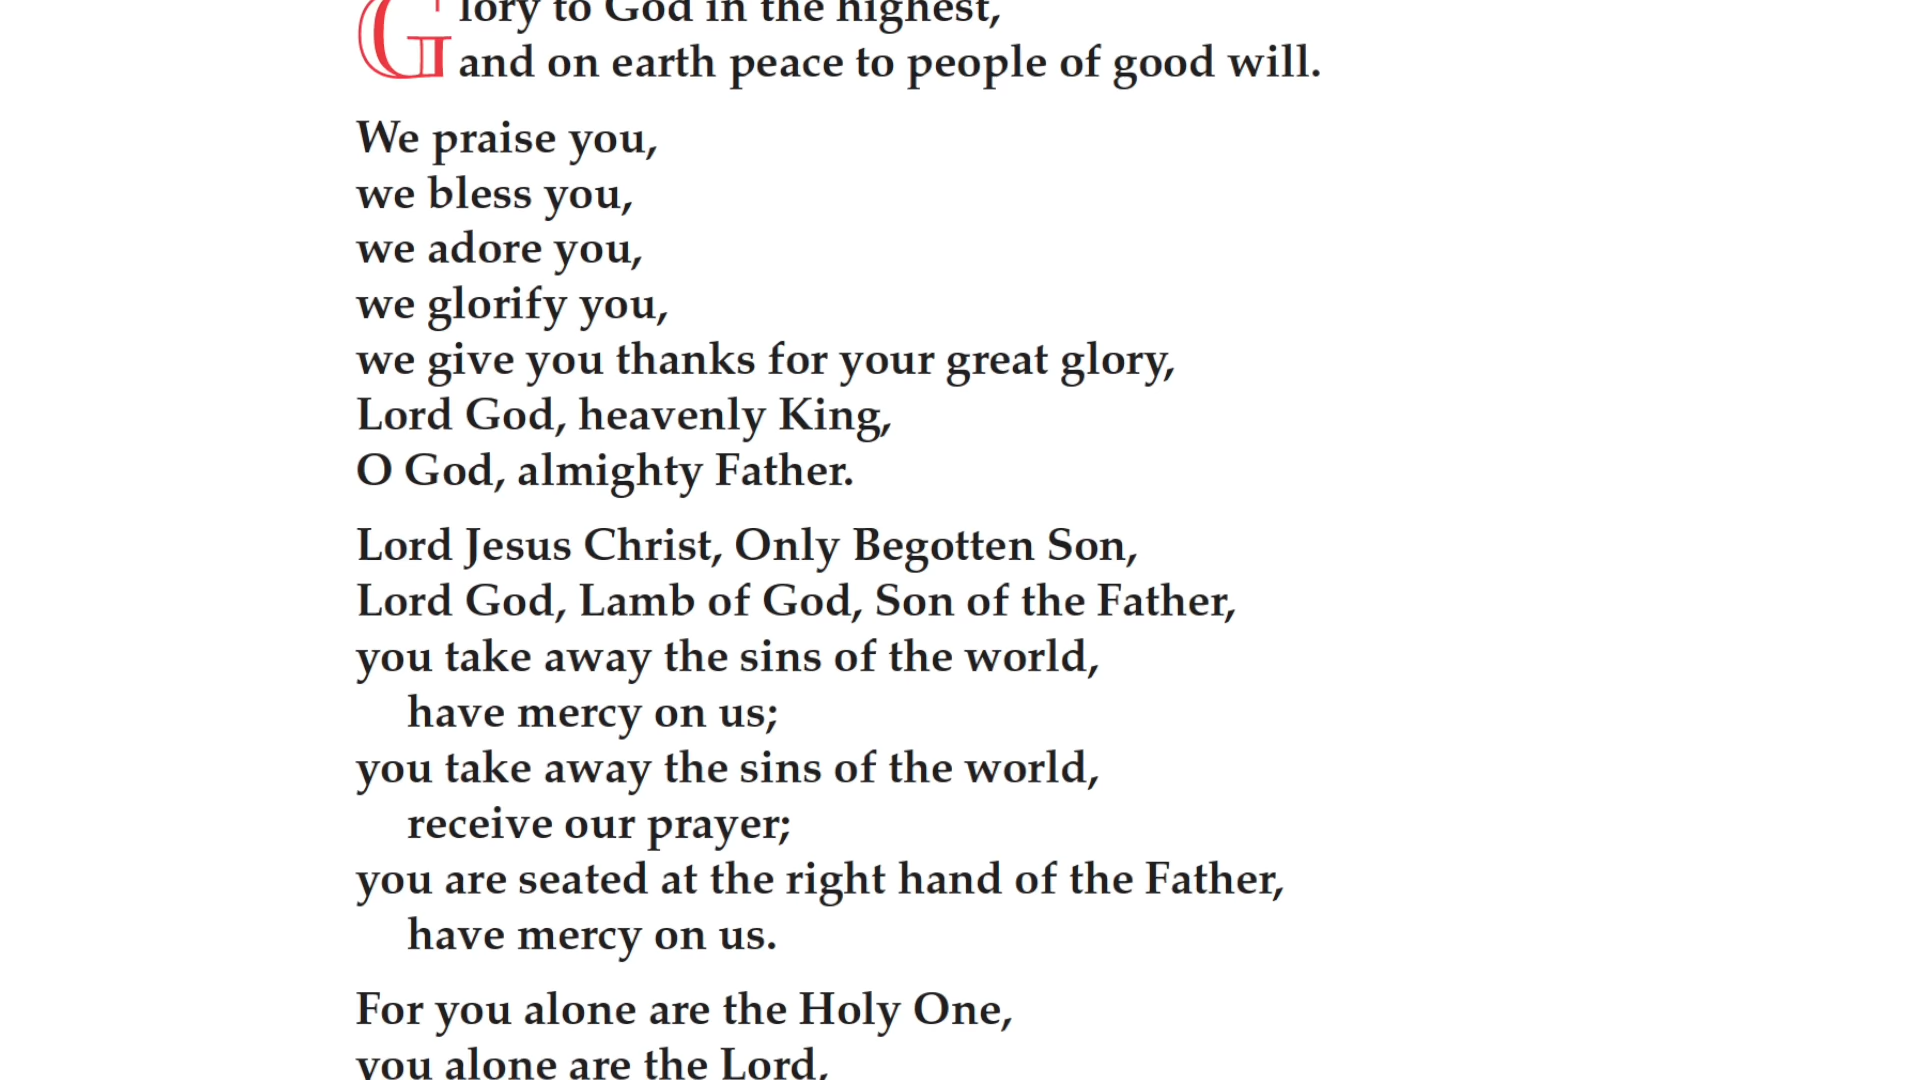 Glory to God in the highest,
and on earth peace to people of good will.
We praise you,
we bless you,
we adore you,
we glorify you,
we give you thanks for your great glory,
Lord God, heavenly King,
O God, almighty Father.
Lord Jesus Christ, Only Begotten Son,
Lord God, Lamb of God, Son of the Father,
you take away the sins of the world,
have mercy on us;
you take away the sins of the world,
receive our prayer;
you are seated at the right hand of the Father,
have mercy on us.
For you alone are the Holy One,
you alone are the Lord,